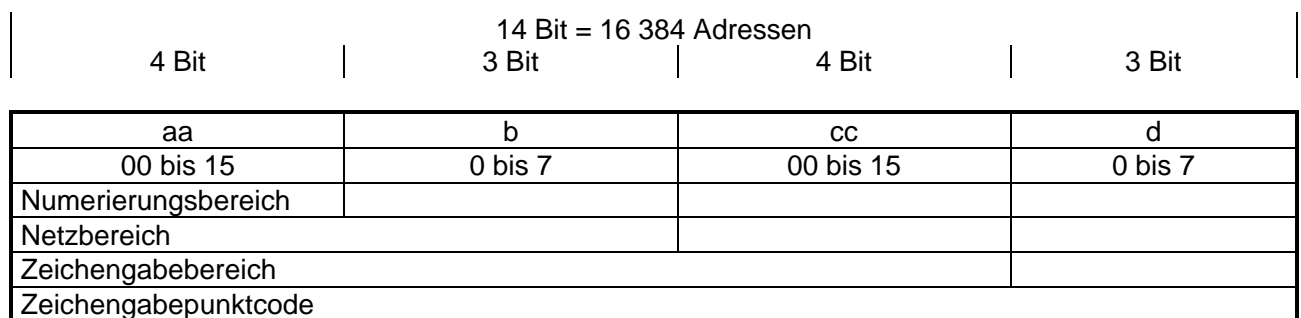 14 Bit = 16 384 Adressen
4 Bit 3 Bit 4 Bit 3 Bit
aa b cc d
00 bis 15 0 bis 7 00 bis 15 0 bis 7
Numerierungsbereich
Netzbereich
Zeichengabebereich
Zeichengabepunktcode